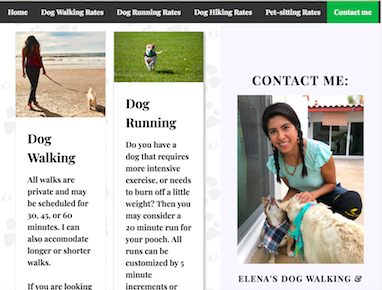 Home Dog Walking Rates Dog Running Rates Dog Hiking Rates Pet-sitting Rates Contact me
Dog
Walking
All walks are
private and may
be scheduled for
30, 45, or 60
minutes. I can
also accomodate
longer or shorter
walks.
If you are looking
Dog
Running
Do you have a
dog that requires
more intensive
exercise, or needs
to burn off a little
weight? Then you
may consider a
20 minute run for
your pooch. All
runs can be
customized by 5
minute
increments or
CONTACT ME:
ELENA'S DOG WALKING &